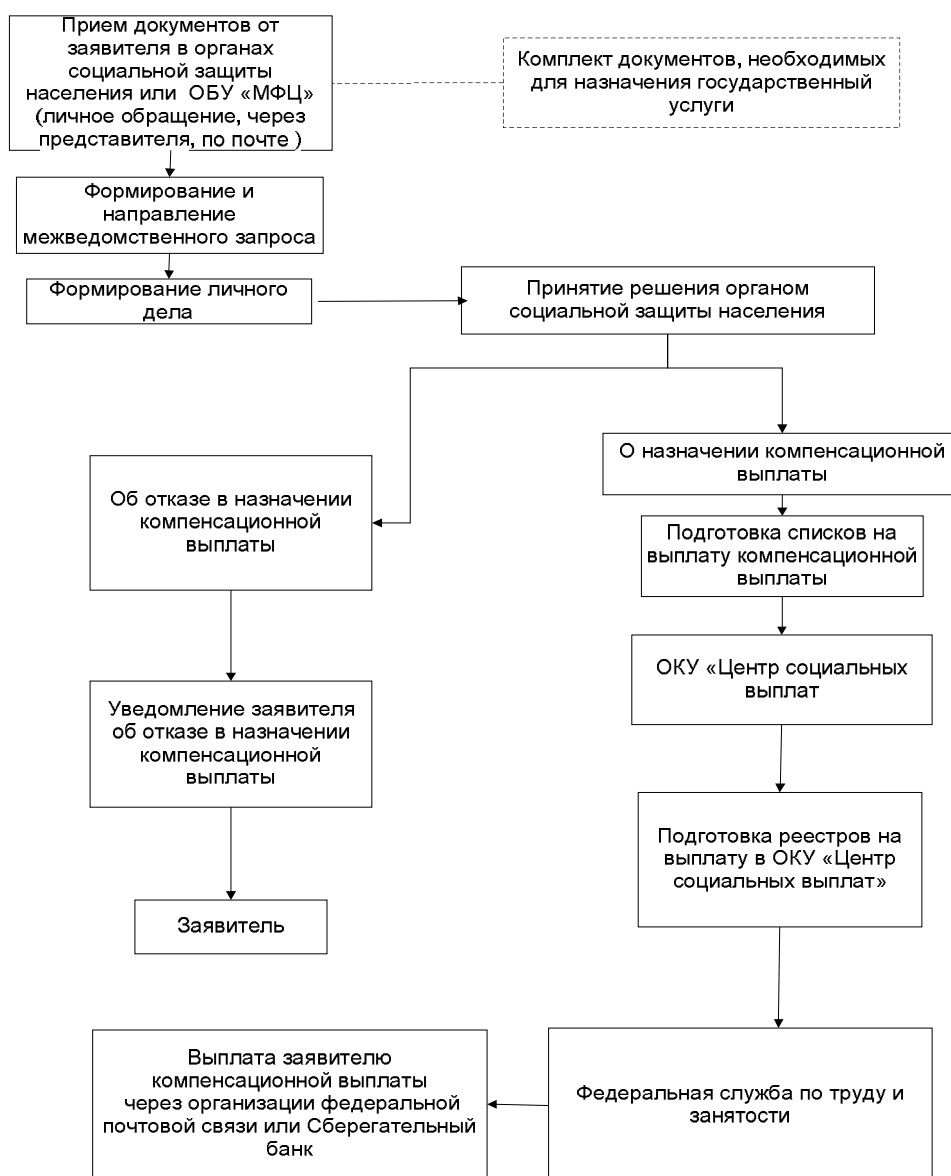 Прием документов от
заявителя в органах
социальной защиты
населения или ОБУ «МФЦ»
(личное обращение, через
представителя, по почте )
Комплект документов, необходимых
для назначения государственный
услуги
Формирование и
направление
межведомственного запроса
Формирование личного
дела
Принятие решения органом
социальной защиты населения
О назначении компенсационной
выплаты
Об отказе в назначении
компенсационной
выплаты
Подготовка списков на
выплату компенсационной
выплаты
ОКУ «Центр социальных
выплат
Уведомление заявителя
об отказе в назначении
компенсационной
выплаты
Подготовка реестров на
выплату в ОКУ «Центр
социальных выплат»
Заявитель
Выплата заявителю
компенсационной выплаты
через организации федеральной
почтовой связи или Сберегательный
банк
Федеральная служба по труду и
занятости